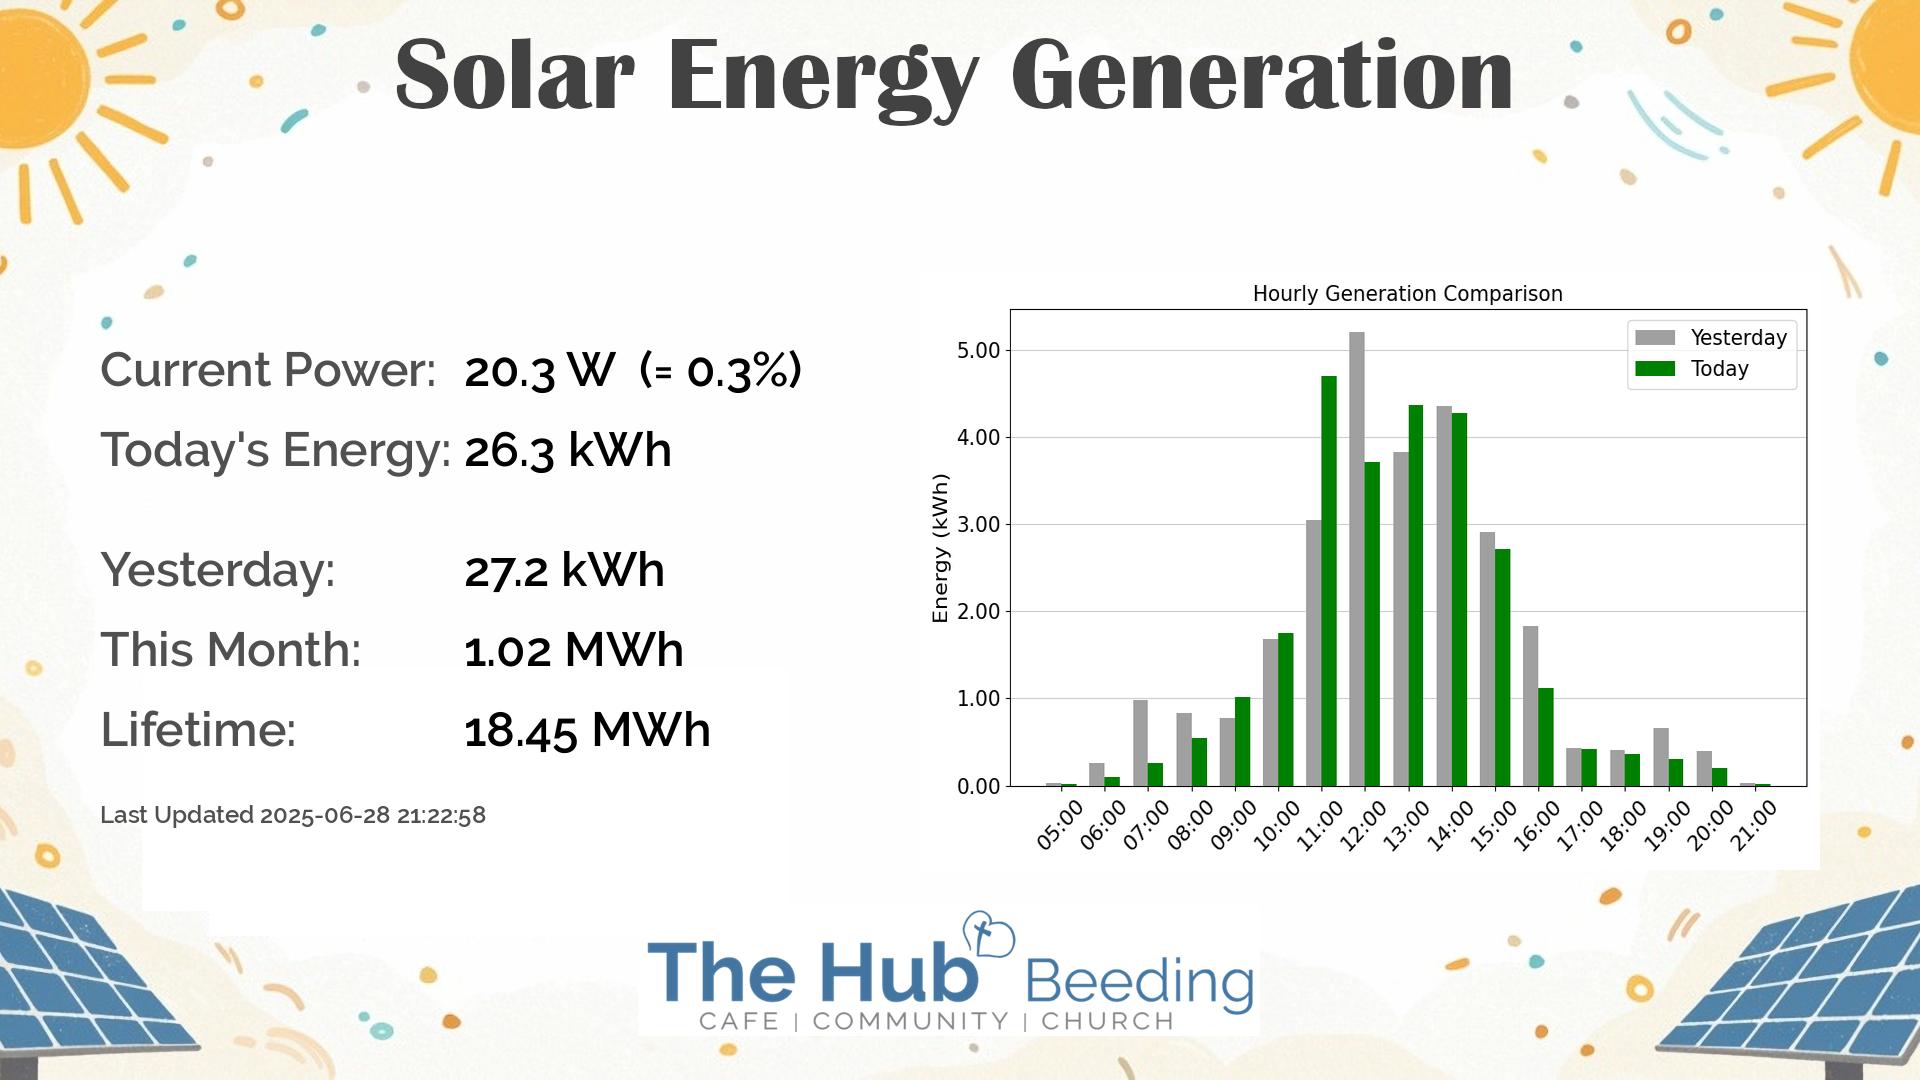 Solar Energy Generation
Current Power: 20.3 W (= 0.3%)
Today's Energy: 26.3 kWh
Yesterday: 27.2 kWh
This Month: 1.02 MWh
Lifetime: 18.45 MWh
Last Updated 2025-06-28 21:22:58
Hourly Generation Comparison
Yesterday
Today
Energy (kWh)
5.00
4.00
3.00
2.00
1.00
0.00
05:00 06:00 07:00 08:00 09:00 10:00 11:00 12:00 13:00 14:00 15:00 16:00 17:00 18:00 19:00 20:00 21:00
The Hub Beeding
CAFE | COMMUNITY | CHURCH